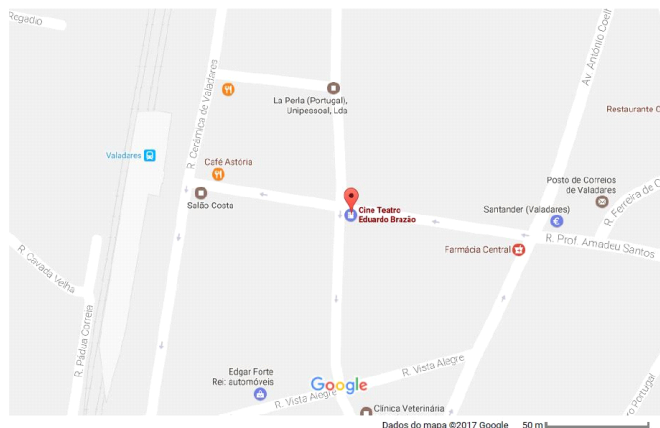 Regadio
Av. António Coelh
R. Cerâmica de Valadares
La Perla (Portugal),
Unipessoal, Lda
Restaurante C
Valadares
Café Astória
Posto de Correios
de Valadares
Salão Costa
Cine Teatro
Eduardo Brazão
Santander (Valadares)
R. Ferreira de C
R. Prof. Amadeu Santos
Farmácia Central
R. Cavada Velha
R. Pádua Correia
Edgar Forte
Rei: automóveis
Google
R. Vista Alegre
R. Vista Alegre
Clínica Veterinária
o Portugal
Dados do mapa ©2017 Google 50 m